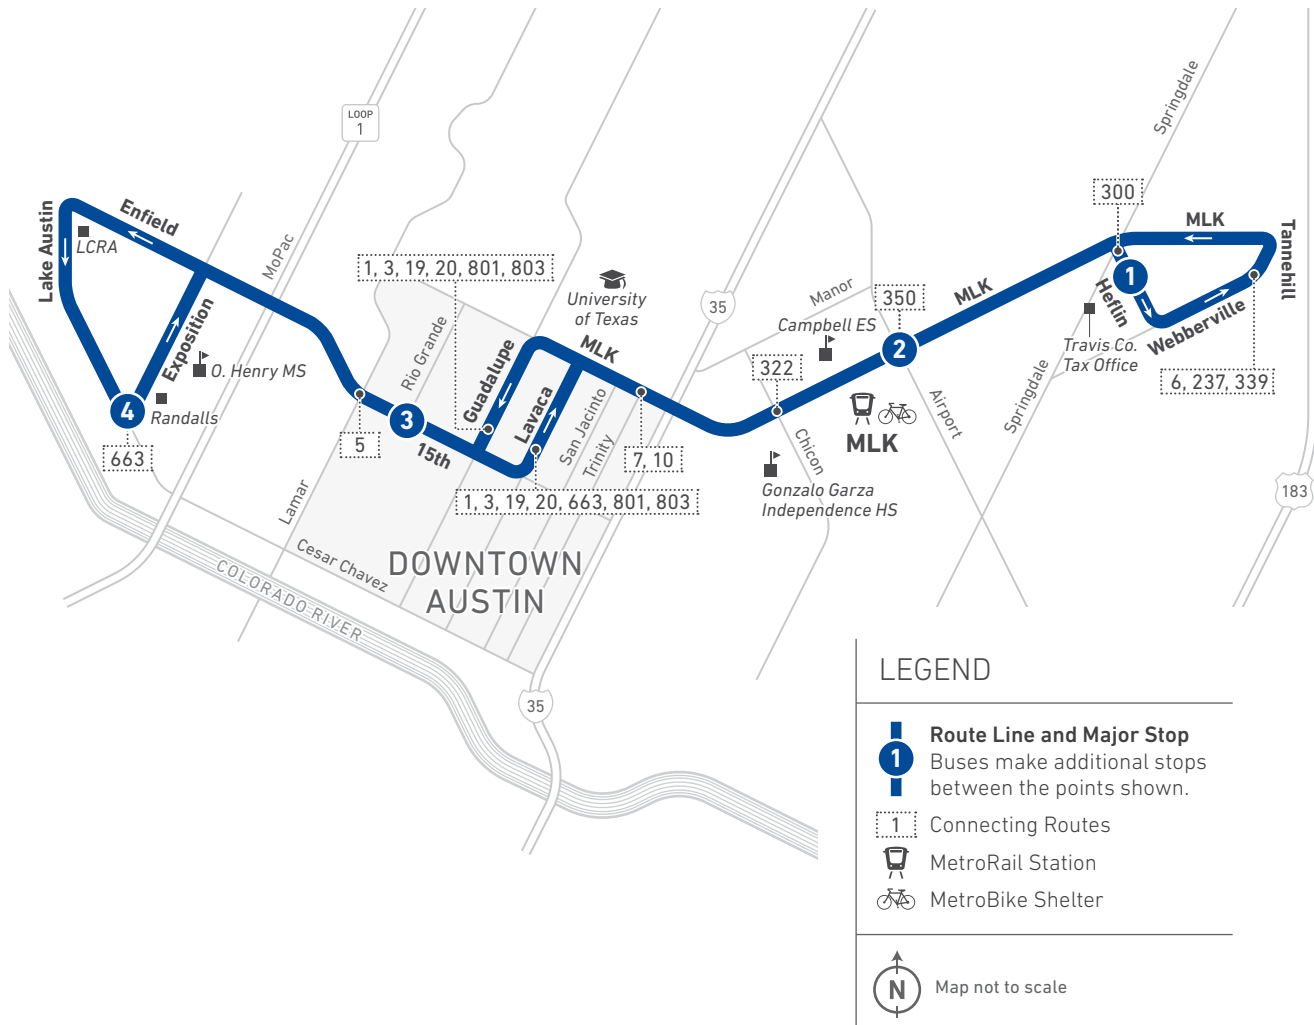 LOOP
1
Springdale
300
MLK
Tannehill
Enfield
Lake Austin
LCRA
MoPac
1, 3, 19, 20, 801, 803
University
of Texas
35
Manor
350
MLK
1
Heflin
Webberville
Campbell ES
Travis Co.
Tax Office
6, 237, 339
Rio Grande
Guadalupe
MLK
2
322
Exposition
O. Henry MS
4
Randalls
663
3
5
15th
Lavaca
San Jacinto
Trinity
7, 10
MLK
Airport
Springdale
Chicon
Gonzalo Garza
Independence HS
183
1, 3, 19, 20, 663, 801, 803
Lamar
Cesar Chavez
DOWNTOWN
AUSTIN
COLORADO RIVER
35
LEGEND
Route Line and Major Stop
1
Buses make additional stops
between the points shown.
1
Connecting Routes
MetroRail Station
MetroBike Shelter
N
Map not to scale